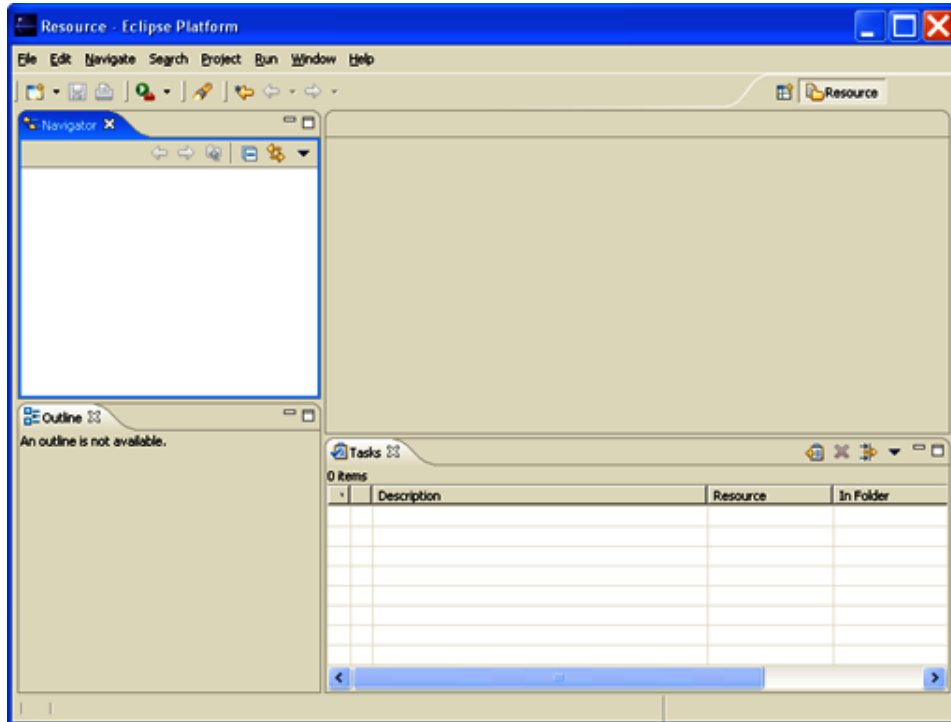 Resource - Eclipse Platform
File Edit Navigate Search Project Run Window Help
Resource
Navigator
Outline
An outline is not available.
Tasks
0 items
Description Resource In Folder